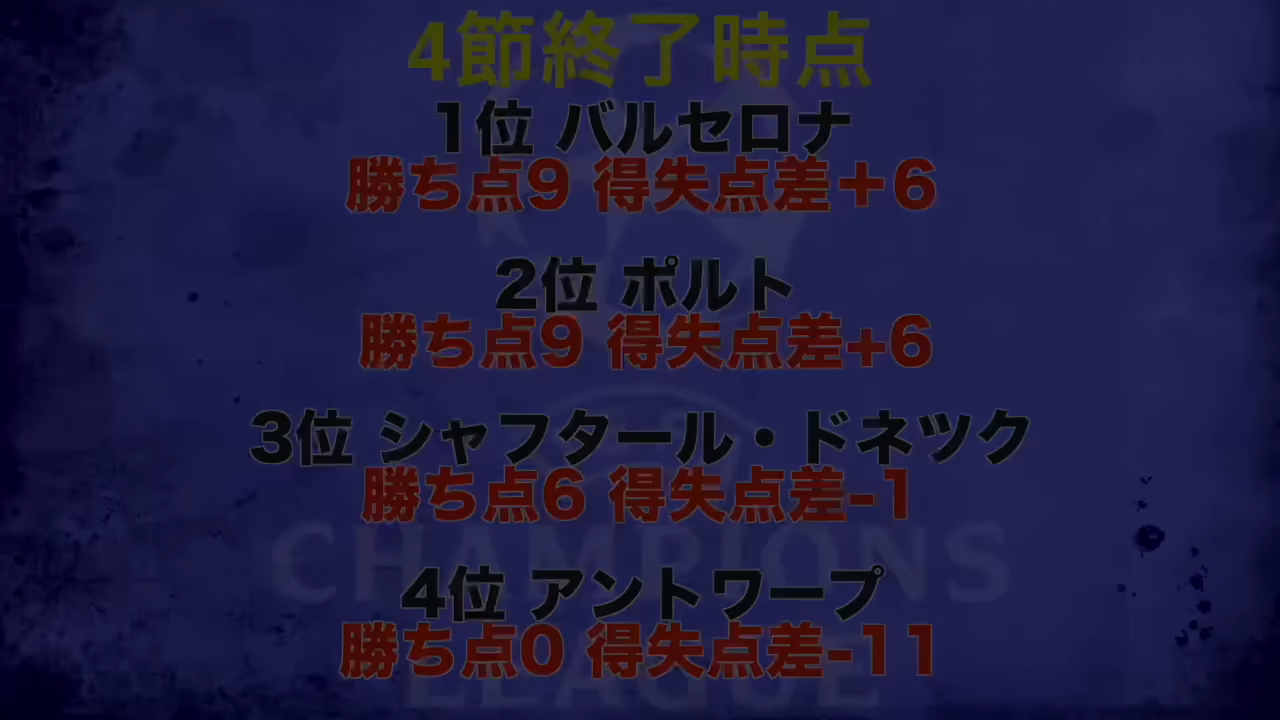 4節終了時点
1位 バルセロナ
勝ち点9 得失点差＋6
2位 ポルト
勝ち点9 得失点差+6
3位 シャフタール・ドネツク
勝ち点6 得失点差-1
CHAMPIONS
4位 アントワープ
勝ち点0 得失点差-11
LEAGUE